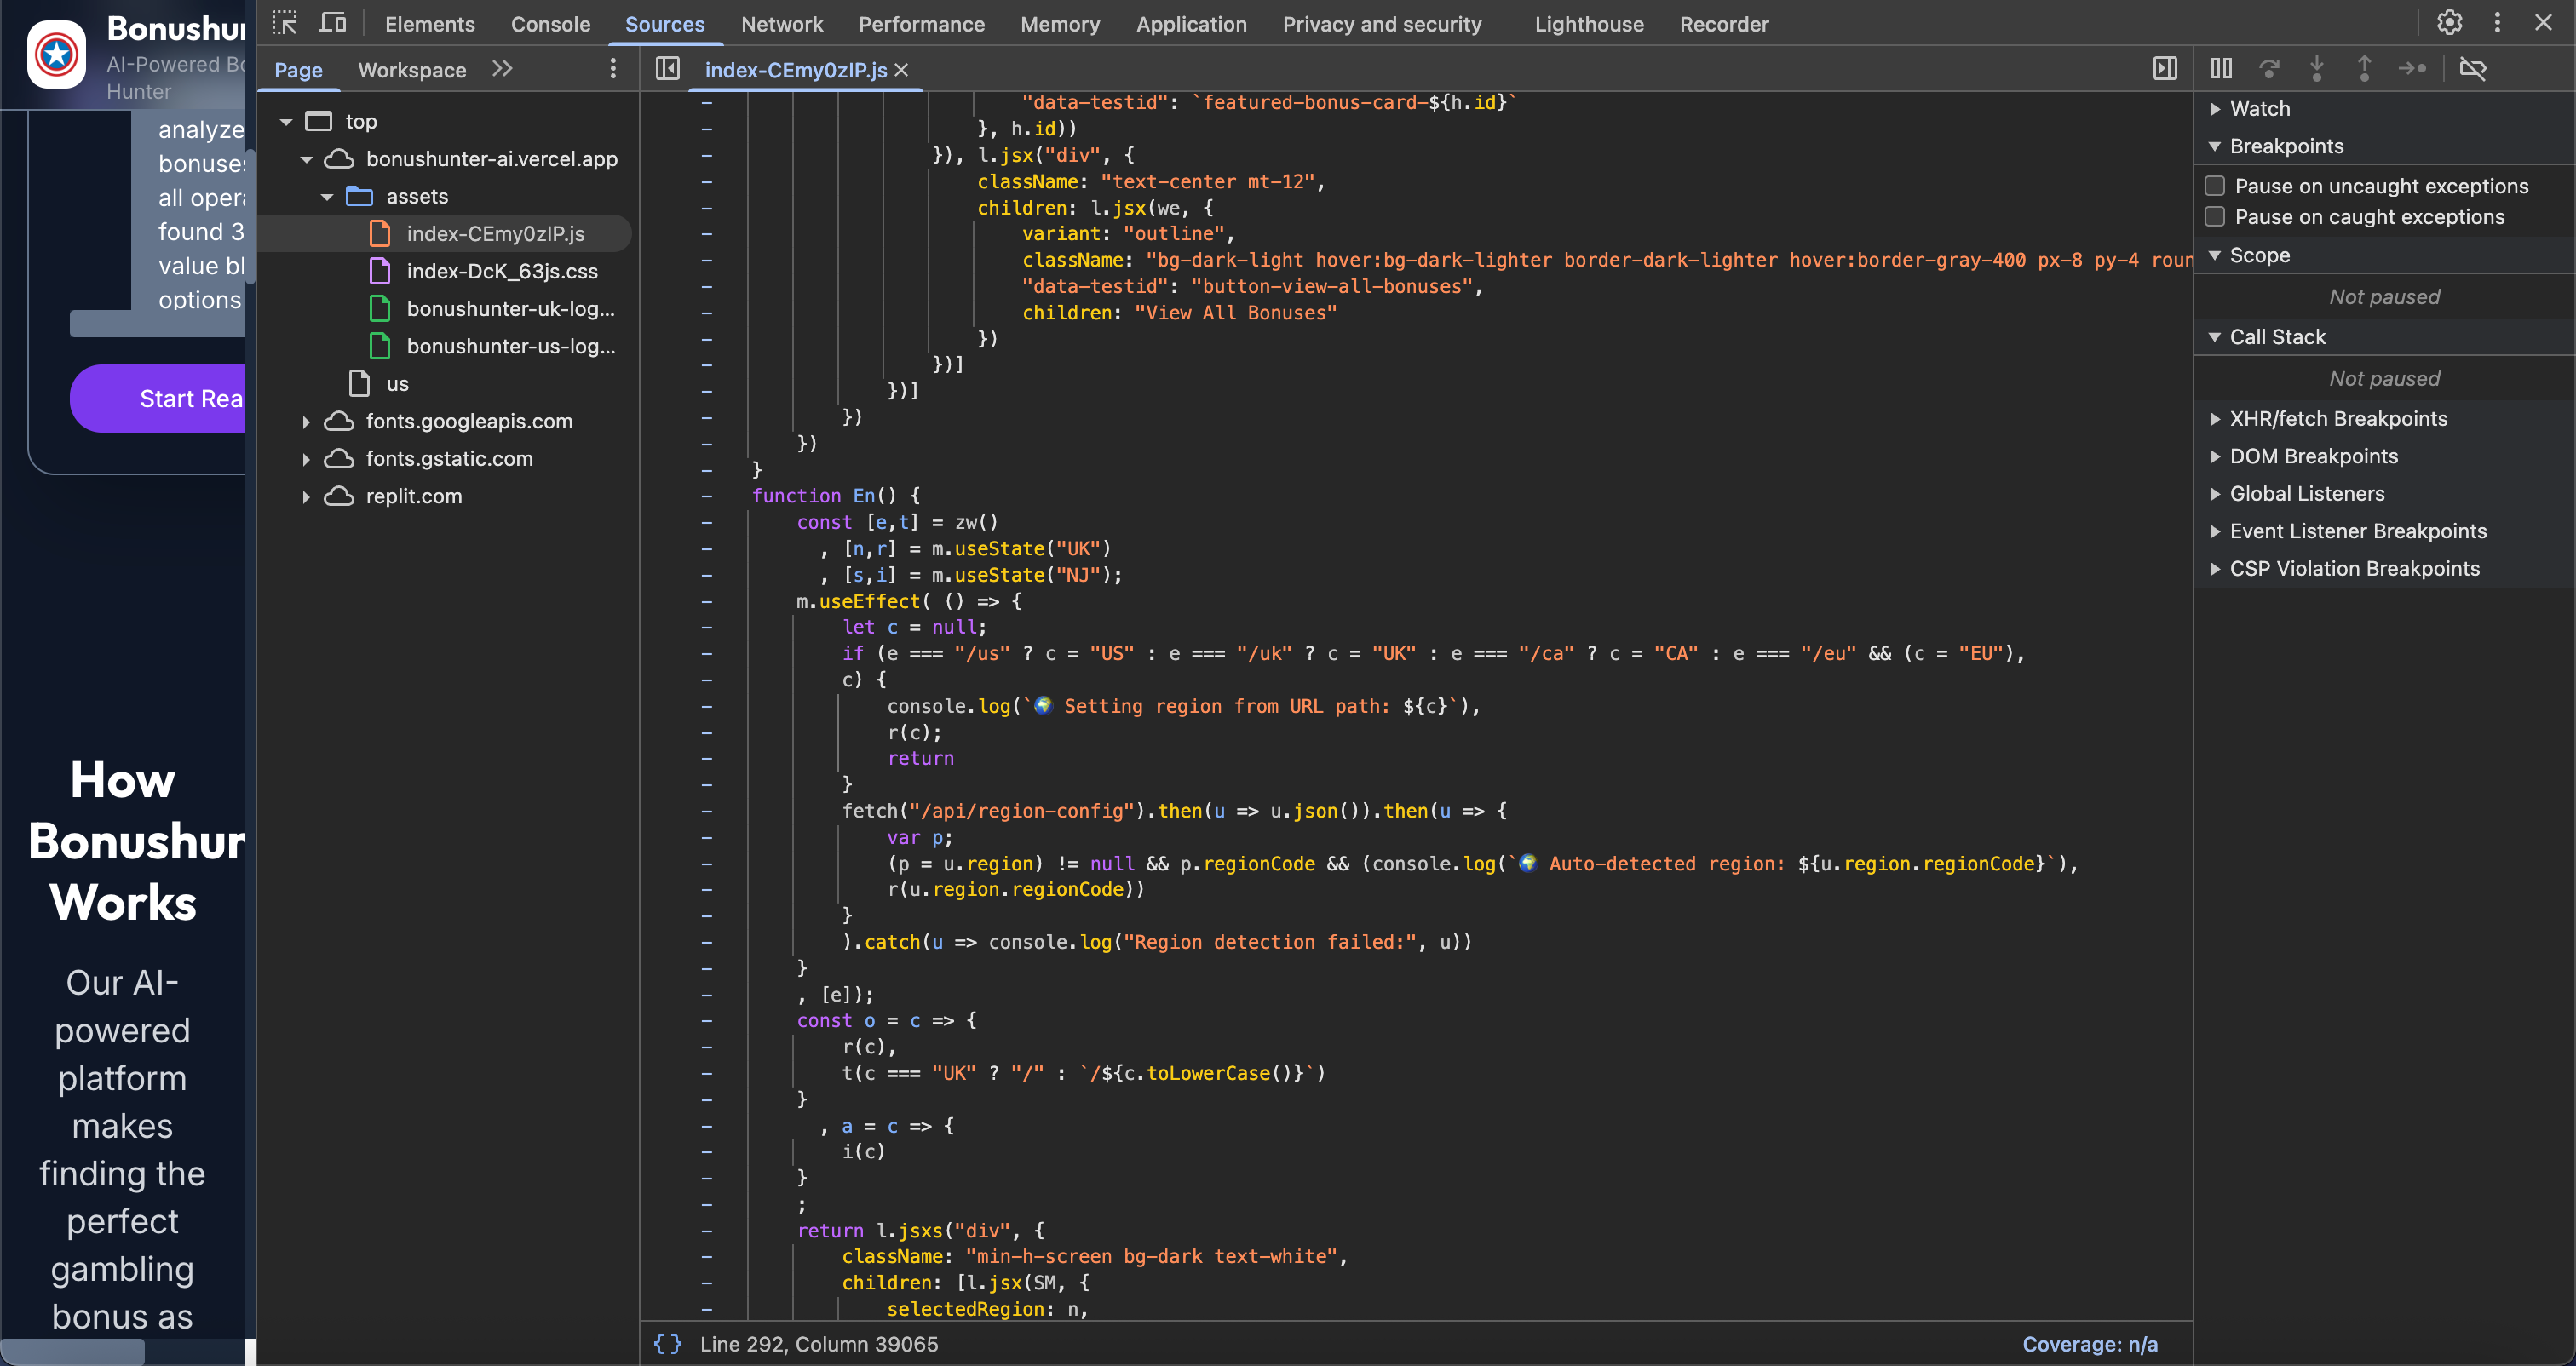 Bonushur
AI-Powered Bo
Hunter
analyze
bonuses
all opera
found 3
value bl
options
Start Rea
How
Bonushur
Works
Our AI-
powered
platform
makes
finding the
perfect
gambling
bonus as
Elements Console Sources Network Performance Memory Application Privacy and security Lighthouse Recorder
Page Workspace
top
bonushunter-ai.vercel.app
assets
index-CEmy0zIP.js
index-DcK_63js.css
bonushunter-uk-log...
bonushunter-us-log...
us
fonts.googleapis.com
fonts.gstatic.com
replit.com
index-CEmy0zIP.js
"data-testid": `featured-bonus-card-${h.id}`
}, h.id))
}), l.jsx("div", {
className: "text-center mt-12",
children: l.jsx(we, {
variant: "outline",
className: "bg-dark-light hover:bg-dark-lighter border-dark-lighter hover:border-gray-400 px-8 py-4 rour
"data-testid": "button-view-all-bonuses",
children: "View All Bonuses"
})
})]
})]
})
})
}
function En() {
const [e,t] = zw()
, [n,r] = m.useState("UK")
, [s,i] = m.useState("NJ");
m.useEffect( () => {
let c = null;
if (e === "/us" ? c = "US" : e === "/uk" ? c = "UK" : e === "/ca" ? c = "CA" : e === "/eu" && (c = "EU"),
c) {
console.log(`🌍 Setting region from URL path: ${c}`),
r(c);
return
}
fetch("/api/region-config").then(u => u.json()).then(u => {
var p;
(p = u.region) != null && p.regionCode && (console.log(`🌍 Auto-detected region: ${u.region.regionCode}`),
r(u.region.regionCode))
}
).catch(u => console.log("Region detection failed:", u))
}
, [e]);
const o = c => {
r(c),
t(c === "UK" ? "/" : `/${c.toLowerCase()}`)
}
, a = c => {
i(c)
}
;
return l.jsxs("div", {
className: "min-h-screen bg-dark text-white",
children: [l.jsx(SM, {
selectedRegion: n,
{} Line 292, Column 39065
Coverage: n/a
Watch
Breakpoints
Pause on uncaught exceptions
Pause on caught exceptions
Scope
Not paused
Call Stack
Not paused
XHR/fetch Breakpoints
DOM Breakpoints
Global Listeners
Event Listener Breakpoints
CSP Violation Breakpoints